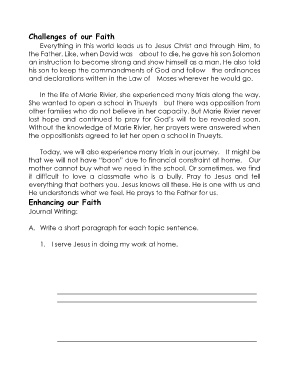 Challenges of our Faith
Everything in this world leads us to Jesus Christ and through Him, to
the Father. Like, when David was about to die, he gave his son Solomon
an instruction to become strong and show himself as man. He also told
his son to keep the commandments of God and follow the ordinances
and declarations written in the Law of Moses wherever he would go.
In the life of Marie Rivier, she experienced many trials along the way.
She wanted to open a school in Thueyts but there was opposition from
other families who do not believe in her capacity. But Marie Rivier never
lost hope and continued to pray for God's will to be revealed soon.
Without the knowledge of Marie Rivier, her prayers were answered when
the oppositionists agreed to let her open a school in Thueyts.
Today, we will also experience many trials in our journey. It might be
that we will not have "baon" due to financial constraint at home. Our
mother cannot buy what we need in the school. Or sometimes, we find
it difficult to love a classmate who is a bully. Pray to Jesus and tell
everything that bothers you. Jesus knows all these. He is one with us and
He understands what we feel. He prays to the Father for us.
Enhancing our Faith
Journal Writing:
A. Write a short paragraph for each topic sentence.
1. I serve Jesus in doing my work at home.